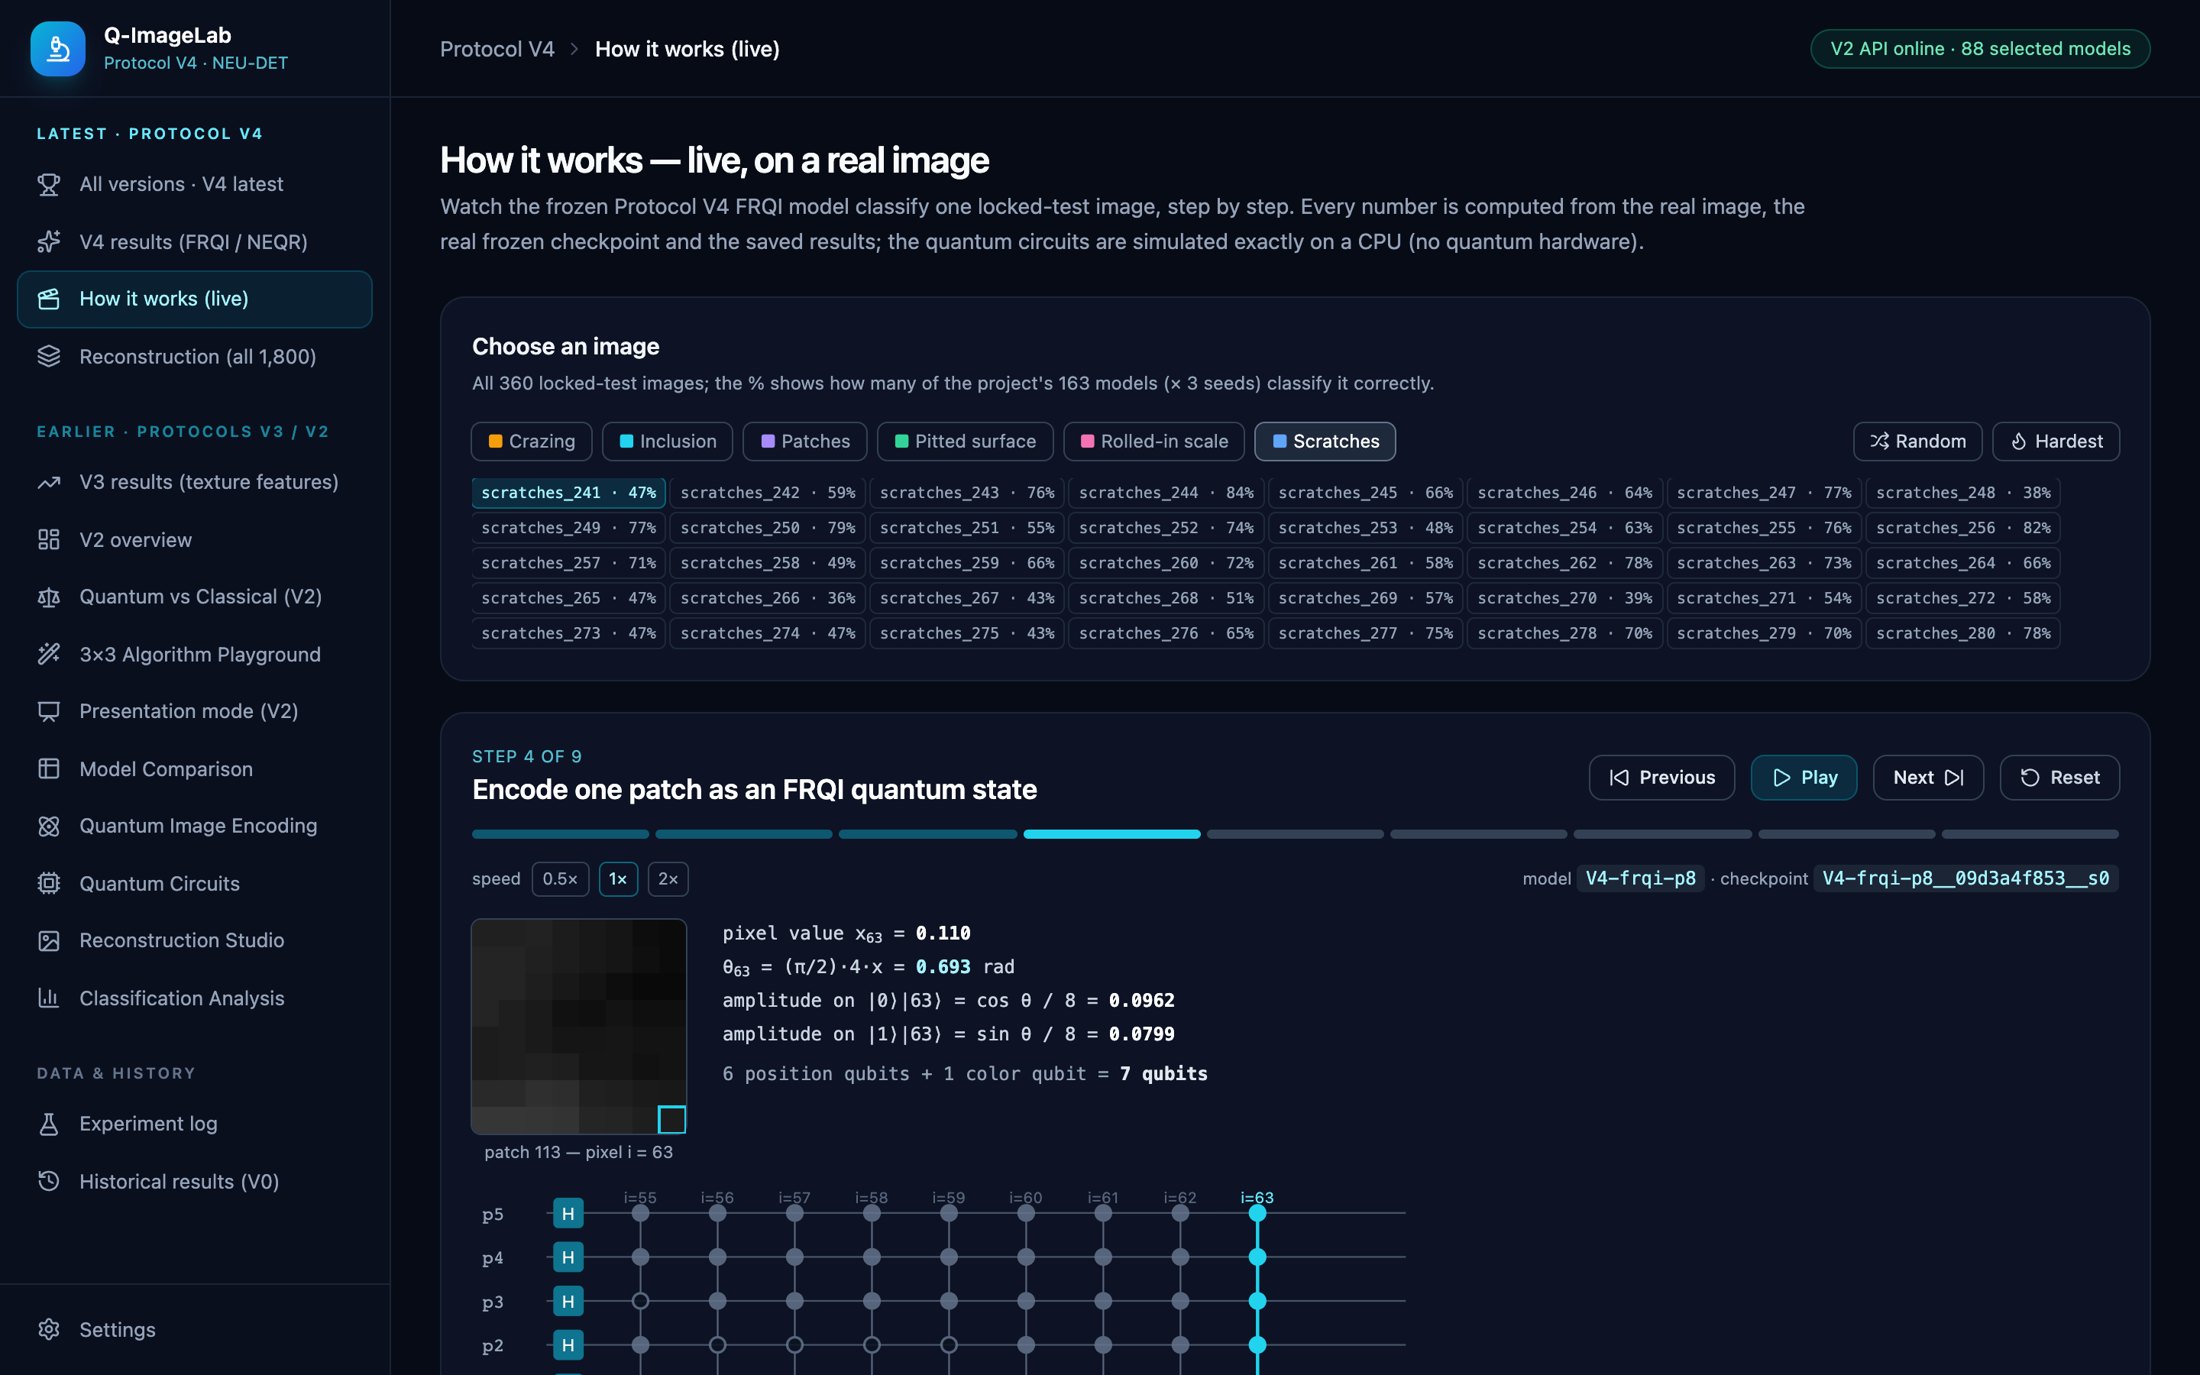 Q-ImageLab
Protocol V4 · NEU-DET
LATEST · PROTOCOL V4
All versions · V4 latest
V4 results (FRQI / NEQR)
How it works (live)
Reconstruction (all 1,800)
EARLIER · PROTOCOLS V3 / V2
V3 results (texture features)
V2 overview
Quantum vs Classical (V2)
3×3 Algorithm Playground
Presentation mode (V2)
Model Comparison
Quantum Image Encoding
Quantum Circuits
Reconstruction Studio
Classification Analysis
DATA & HISTORY
Experiment log
Historical results (V0)
Settings
Protocol V4 > How it works (live)
V2 API online · 88 selected models
How it works — live, on a real image
Watch the frozen Protocol V4 FRQI model classify one locked-test image, step by step. Every number is computed from the real image, the
real frozen checkpoint and the saved results; the quantum circuits are simulated exactly on a CPU (no quantum hardware).
Choose an image
All 360 locked-test images; the % shows how many of the project's 163 models (× 3 seeds) classify it correctly.
Crazing Inclusion Patches Pitted surface Rolled-in scale Scratches Random Hardest
scratches_241 · 47% scratches_242 · 59% scratches_243 · 76% scratches_244 · 84% scratches_245 · 66% scratches_246 · 64% scratches_247 · 77% scratches_248 · 38%
scratches_249 · 77% scratches_250 · 79% scratches_251 · 55% scratches_252 · 74% scratches_253 · 48% scratches_254 · 63% scratches_255 · 76% scratches_256 · 82%
scratches_257 · 71% scratches_258 · 49% scratches_259 · 66% scratches_260 · 72% scratches_261 · 58% scratches_262 · 78% scratches_263 · 73% scratches_264 · 66%
scratches_265 · 47% scratches_266 · 36% scratches_267 · 43% scratches_268 · 51% scratches_269 · 57% scratches_270 · 39% scratches_271 · 54% scratches_272 · 58%
scratches_273 · 47% scratches_274 · 47% scratches_275 · 43% scratches_276 · 65% scratches_277 · 75% scratches_278 · 70% scratches_279 · 70% scratches_280 · 78%
STEP 4 OF 9
Encode one patch as an FRQI quantum state
Previous Play Next Reset
speed 0.5× 1× 2×
model V4-frqi-p8 · checkpoint V4-frqi-p8__09d3a4f853__s0
pixel value x₆₃ = 0.110
θ₆₃ = (π/2)·4·x = 0.693 rad
amplitude on |0⟩|63⟩ = cos θ / 8 = 0.0962
amplitude on |1⟩|63⟩ = sin θ / 8 = 0.0799
6 position qubits + 1 color qubit = 7 qubits
patch 113 — pixel i = 63
i=55 i=56 i=57 i=58 i=59 i=60 i=61 i=62 i=63
p5 H
p4 H
p3 H
p2 H